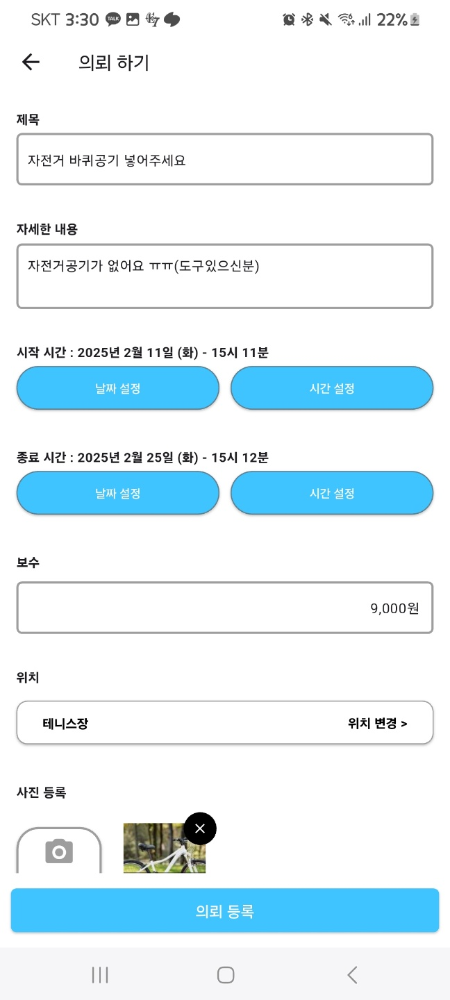 SKT 3:30 TALK 22%
의뢰 하기
제목
자전거 바퀴공기 넣어주세요
자세한 내용
자전거공기가 없어요 ㅠㅠ(도구있으신분)
시작 시간 : 2025년 2월 11일 (화) - 15시 11분
날짜 설정 시간 설정
종료 시간 : 2025년 2월 25일 (화) - 15시 12분
날짜 설정 시간 설정
보수
9,000원
위치
테니스장 위치 변경 >
사진 등록
의뢰 등록